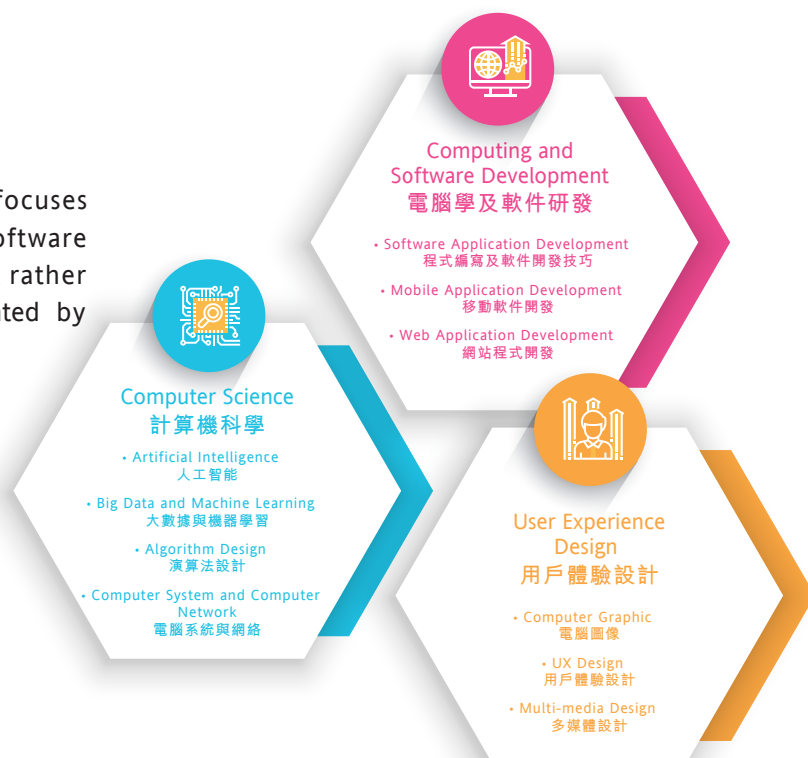 focuses
oftware
rather
ted by
Computing and
Software Development
電腦學及軟件研發
• Software Application Development
程式編寫及軟件開發技巧
• Mobile Application Development
移動軟件開發
• Web Application Development
網站程式開發
Computer Science
計算機科學
• Artificial Intelligence
人工智能
• Big Data and Machine Learning
大數據與機器學習
• Algorithm Design
演算法設計
• Computer System and Computer
Network
電腦系統與網絡
User Experience
Design
用戶體驗設計
• Computer Graphic
電腦圖像
• UX Design
用戶體驗設計
• Multi-media Design
多媒體設計